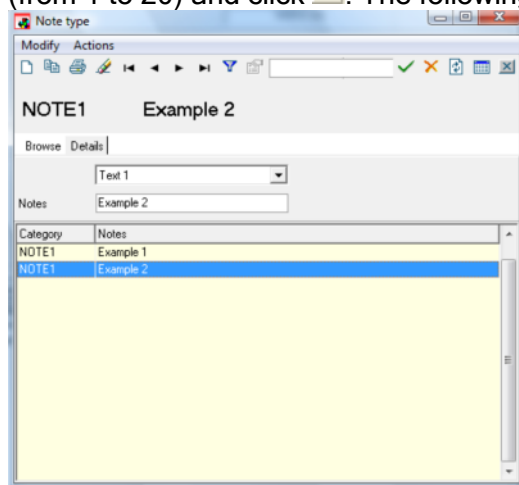 (from 1 to 20) and click . The following
Note type
Modify Actions
NOTE1 Example 2
Browse Details
Text 1
Notes Example 2
Category Notes
NOTE1 Example 1
NOTE1 Example 2